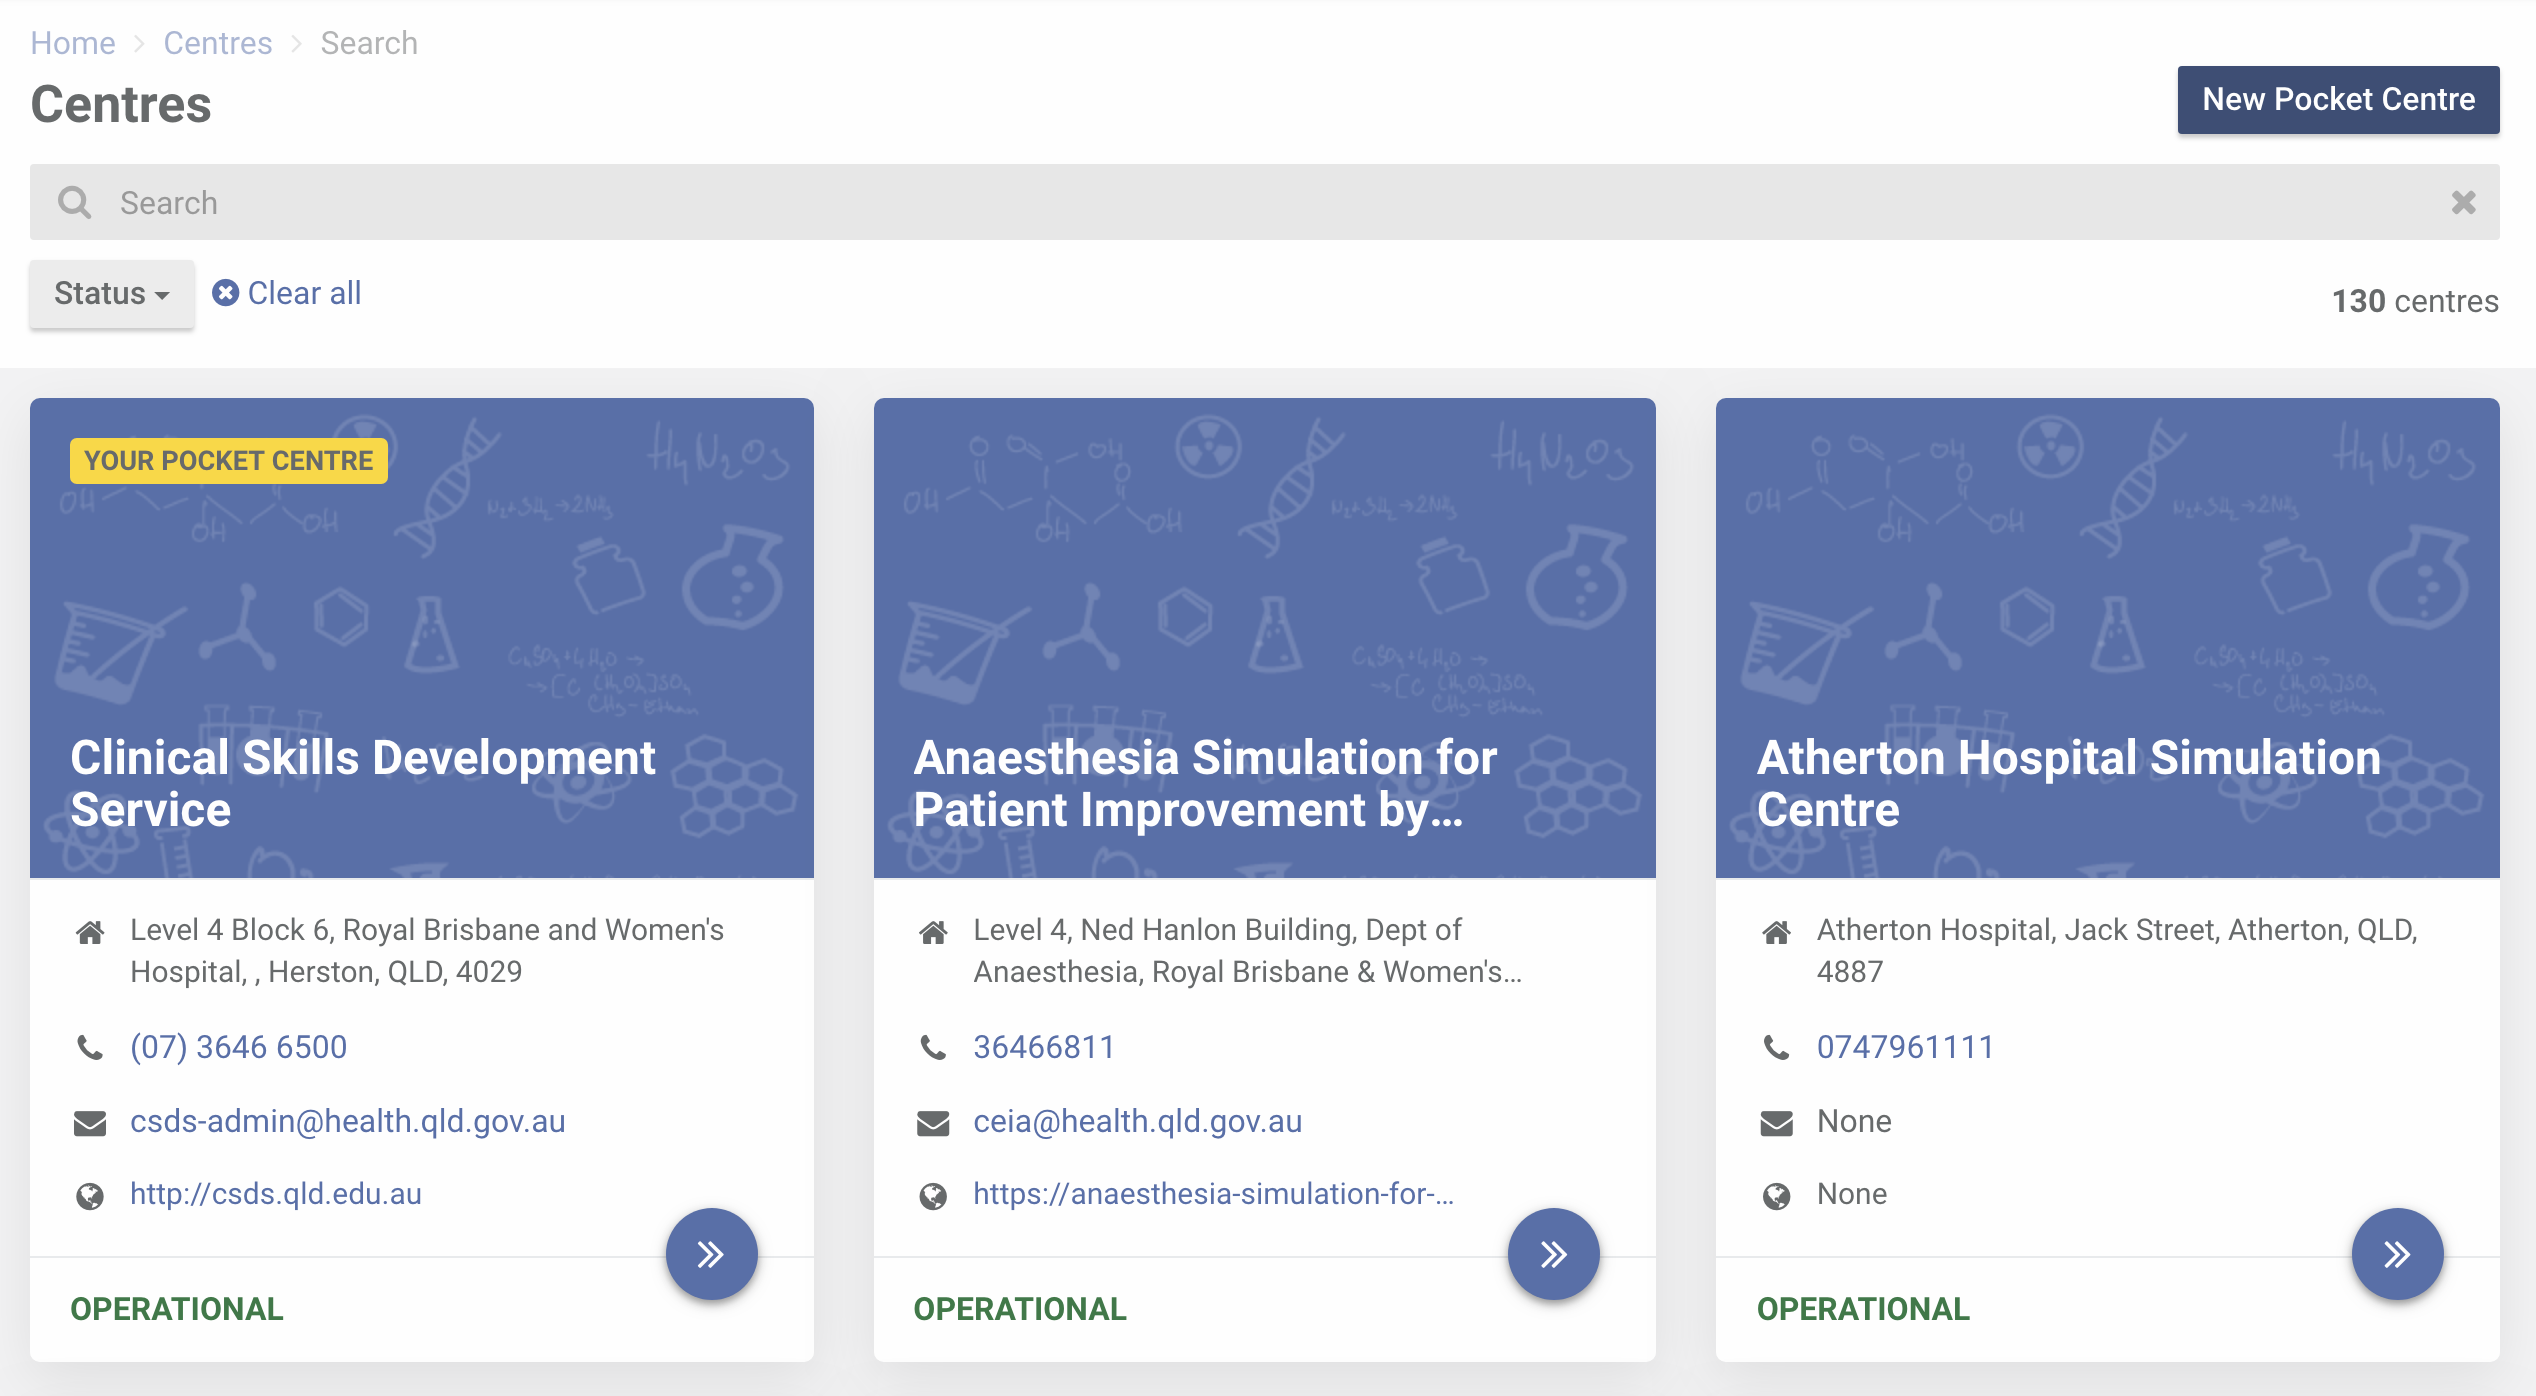 Home > Centres > Search
Centres
New Pocket Centre
Search
Status
Clear all
130 centres
YOUR POCKET CENTRE
Clinical Skills Development
Service
Level 4 Block 6, Royal Brisbane and Women's
Hospital, , Herston, QLD, 4029
(07) 3646 6500
csds-admin@health.qld.gov.au
http://csds.qld.edu.au
OPERATIONAL
Anaesthesia Simulation for
Patient Improvement by...
Level 4, Ned Hanlon Building, Dept of
Anaesthesia, Royal Brisbane & Women's...
36466811
ceia@health.qld.gov.au
https://anaesthesia-simulation-for-...
OPERATIONAL
Atherton Hospital Simulation
Centre
Atherton Hospital, Jack Street, Atherton, QLD,
4887
0747961111
None
None
OPERATIONAL